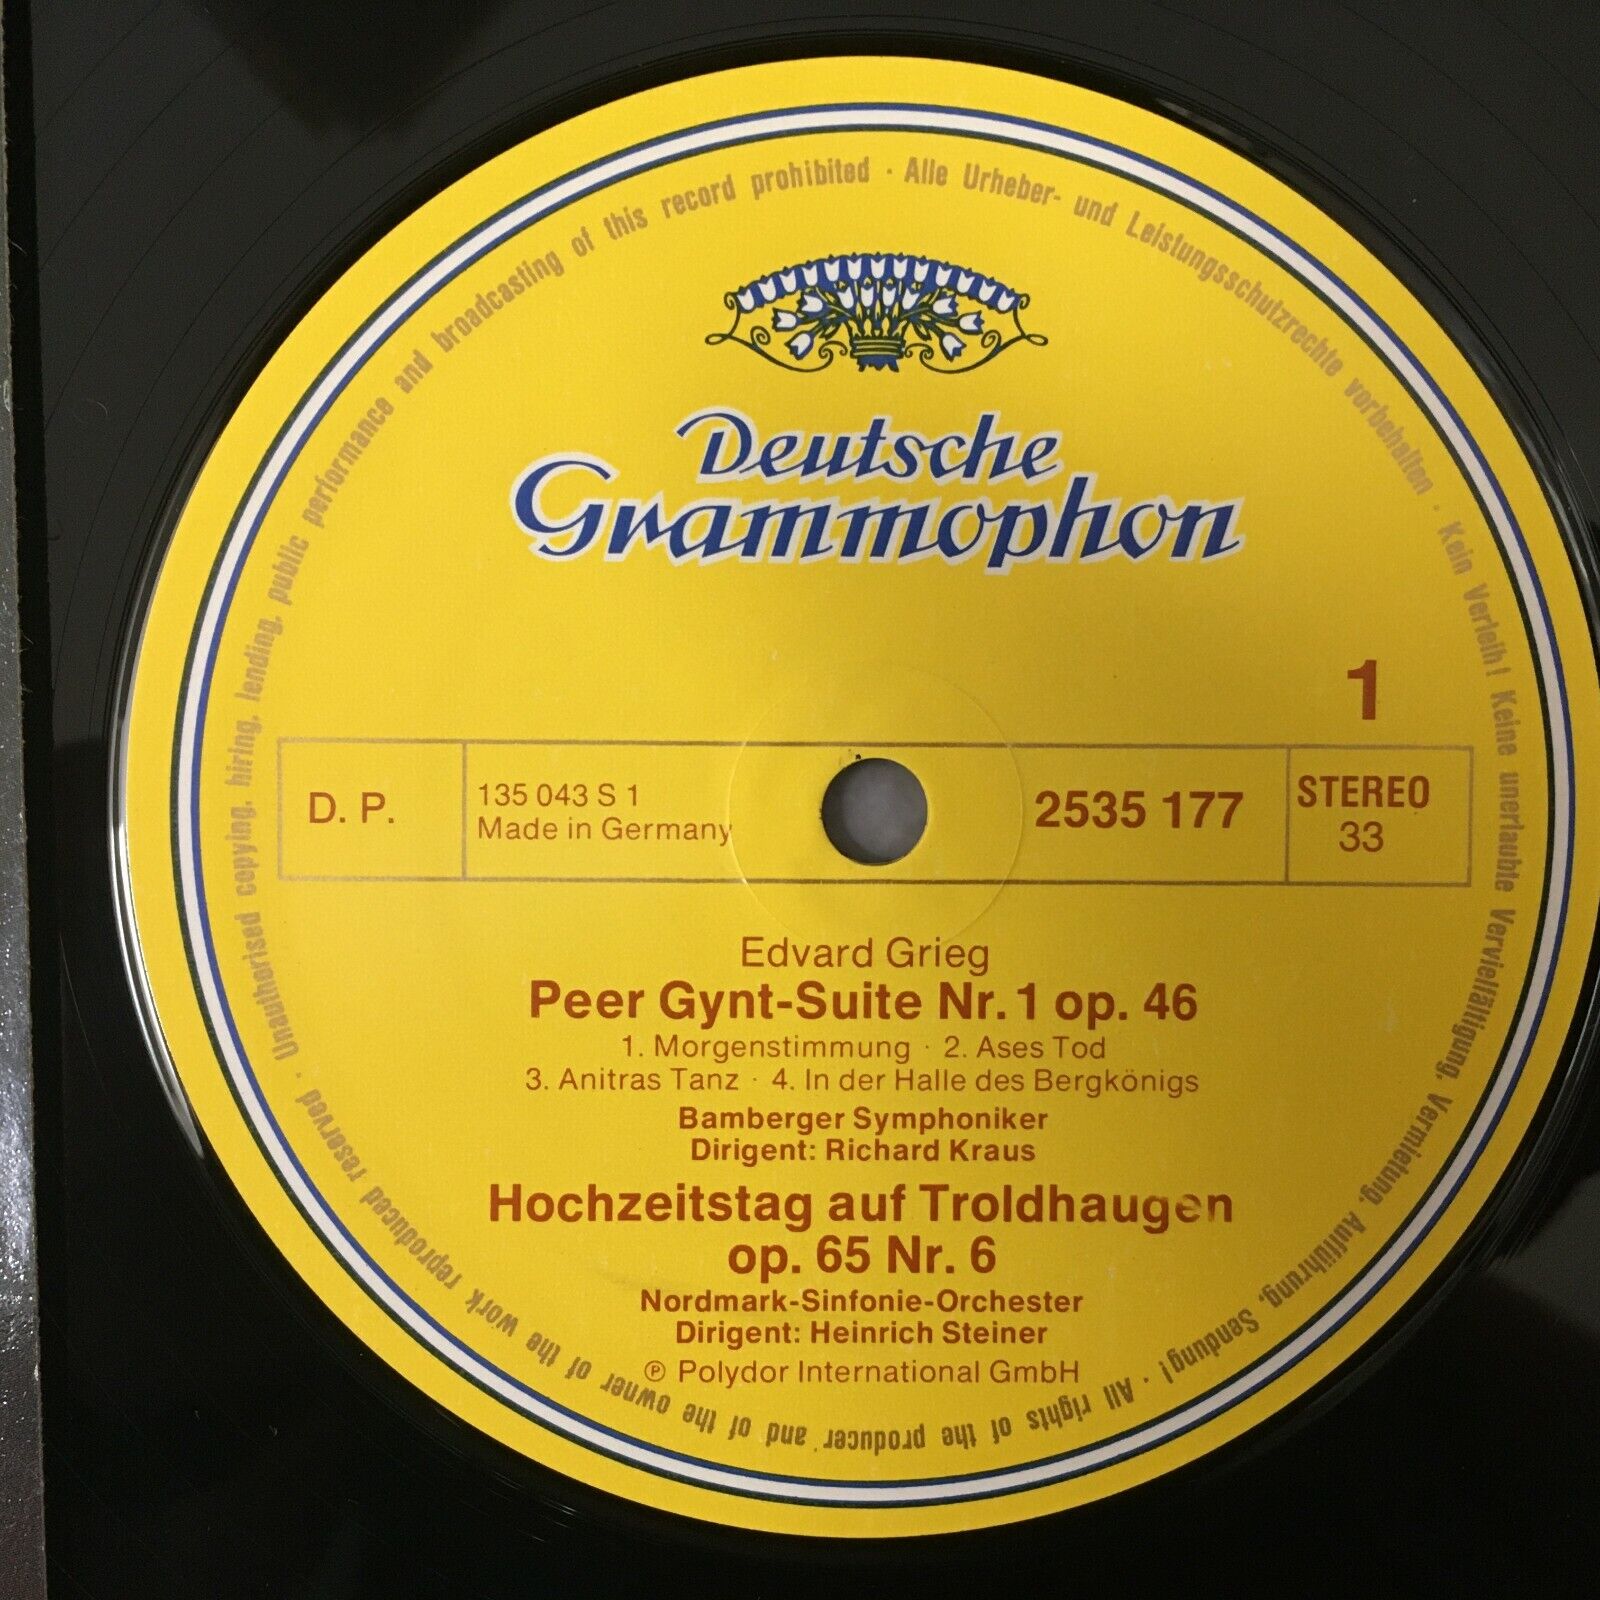 Deutsche
Grammophon
1
D. P.
135 043 S 1
Made in Germany
2535 177
STEREO
33
Edvard Grieg
Peer Gynt-Suite Nr. 1 op. 46
1. Morgenstimmung · 2. Ases Tod
3. Anitras Tanz · 4. In der Halle des Bergkönigs
Bamberger Symphoniker
Dirigent: Richard Kraus
Hochzeitstag auf Troldhaugen
op. 65 Nr. 6
Nordmark-Sinfonie-Orchester
Dirigent: Heinrich Steiner
℗ Polydor International GmbH
Alle Urheber- und Leistungsschutzrechte vorbehalten · Kein Verleih! Keine unerlaubte Vervielfältigung, Vermietung, Aufführung, Sendung! · All rights of the producer and of the owner of the work reproduced reserved · Unauthorised copying, hiring, lending, public performance and broadcasting of this record prohibited ·